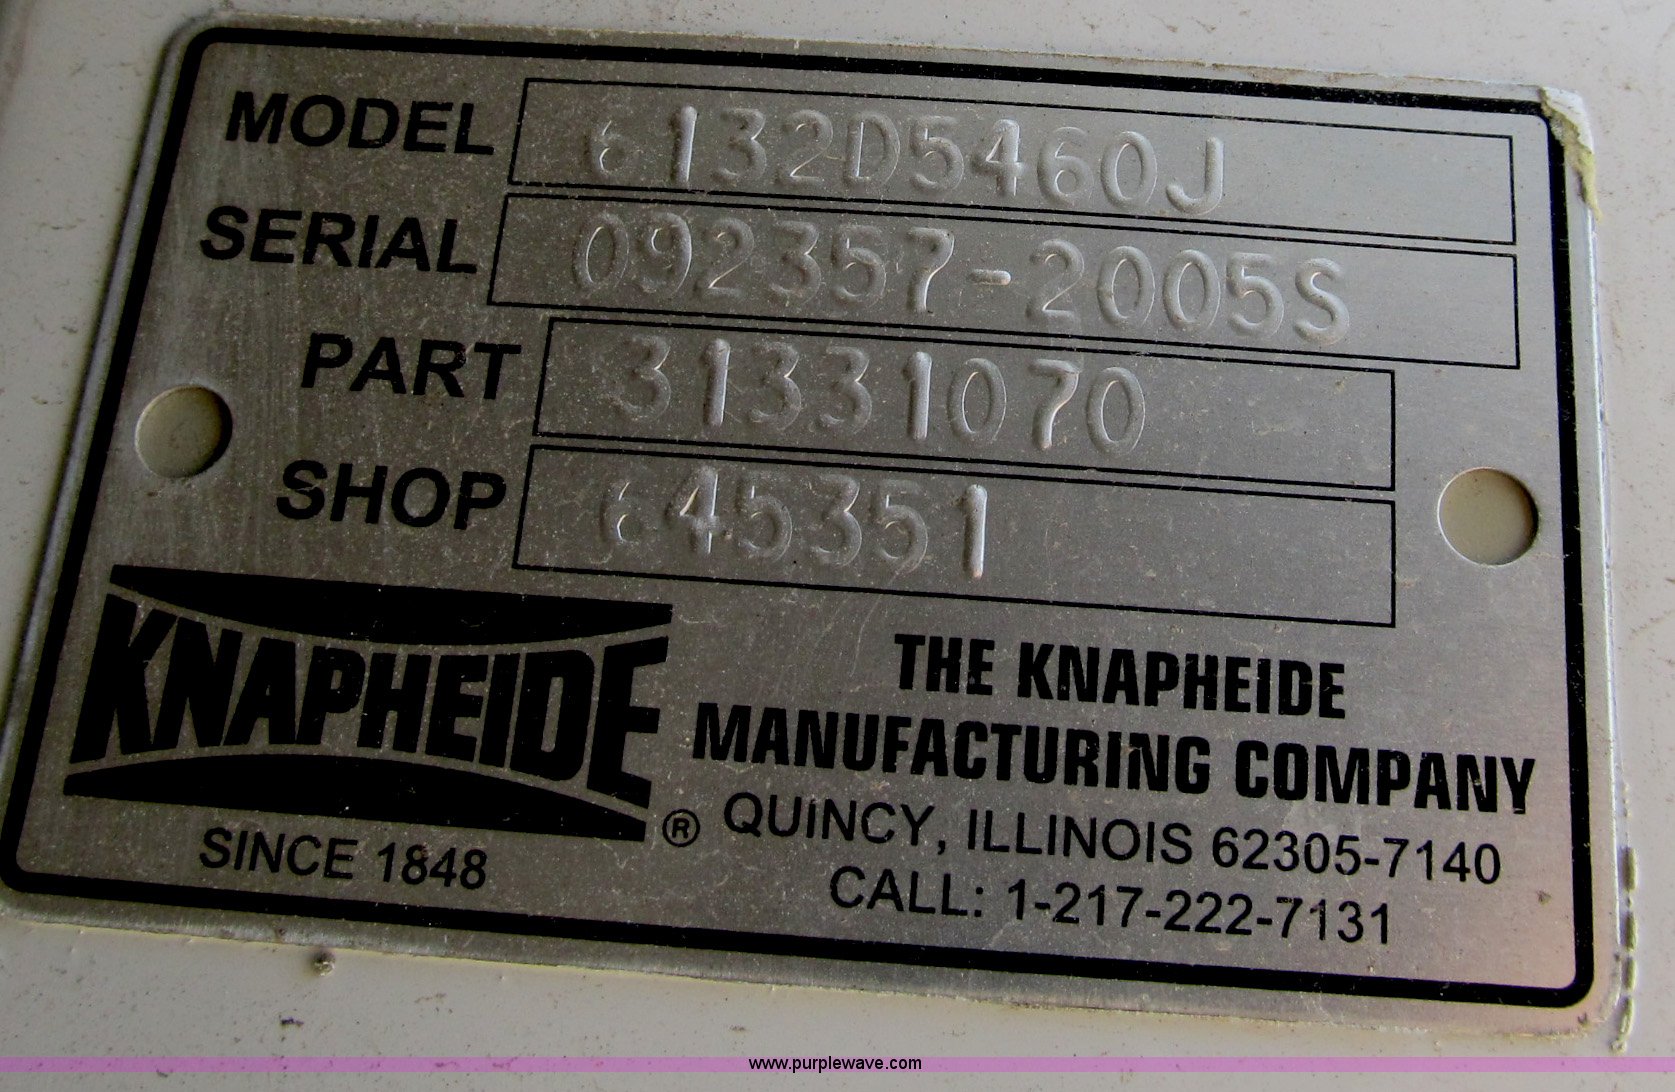 MODEL 6132D5460J
SERIAL 092357-2005S
PART 31331070
SHOP 645351
KNAPHEIDE
®
SINCE 1848
THE KNAPHEIDE
MANUFACTURING COMPANY
QUINCY, ILLINOIS 62305-7140
CALL: 1-217-222-7131
www.purplewave.com